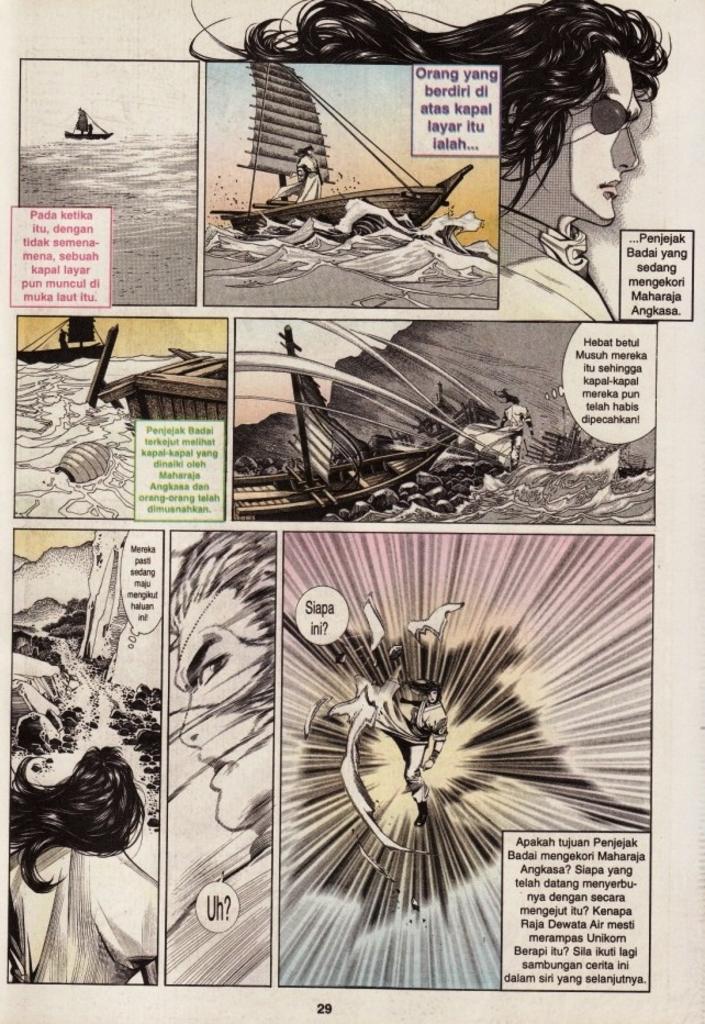 Pada ketika
itu, dengan
tidak semena-
mena, sebuah
kapal layar
pun muncul di
muka laut itu.
Orang yang
berdiri di
atas kapal
layar itu
ialah...
...Penjejak
Badai yang
sedang
mengekori
Maharaja
Angkasa.
Penjejak Badai
terkejut melihat
kapal-kapal yang
dinaiki oleh
Maharaja
Angkasa dan
orang-orang telah
dimusnahkan.
Hebat betul
Musuh mereka
itu sehingga
kapal-kapal
mereka pun
telah habis
dipecahkan!
Mereka
pasti
sedang
maju
mengikut
haluan
ini!
Uh?
Siapa
ini?
Apakah tujuan Penjejak
Badai mengekori Maharaja
Angkasa? Siapa yang
telah datang menyerbu-
nya dengan secara
mengejut itu? Kenapa
Raja Dewata Air mesti
merampas Unikorn
Berapi itu? Sila ikuti lagi
sambungan cerita ini
dalam siri yang selanjutnya.
29